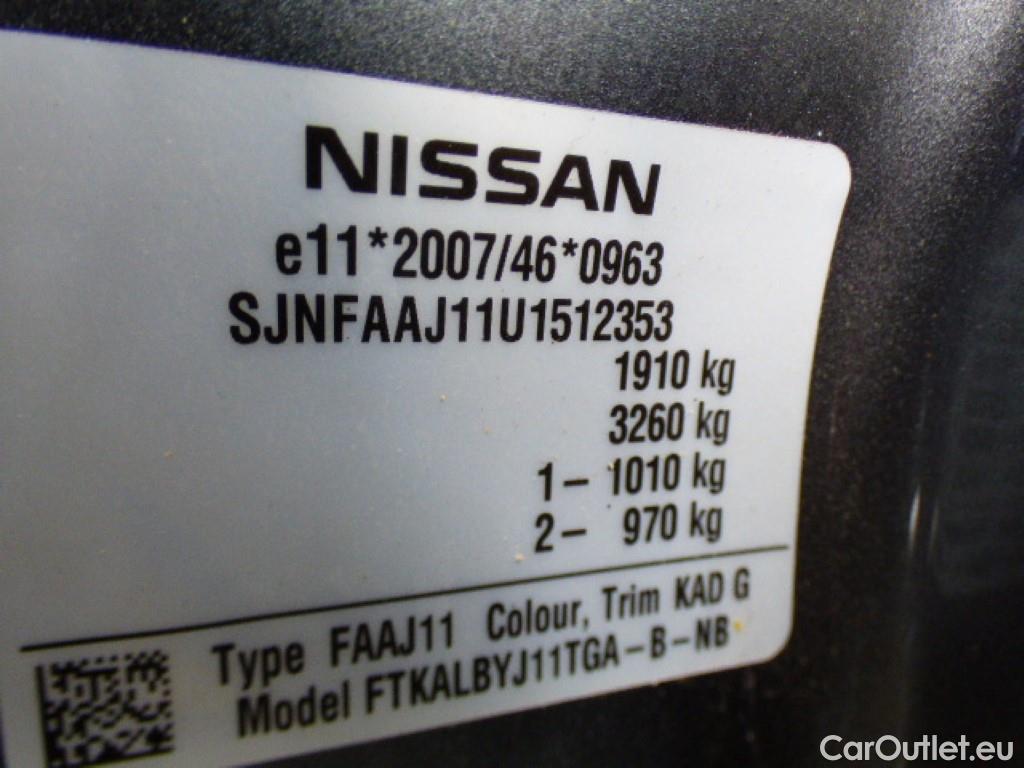 NISSAN
e11*2007/46*0963
SJNFAAJ11U1512353
1910 kg
3260 kg
1- 1010 kg
2- 970 kg
Type FAAJ11 Colour, Trim KAD G
Model FTKALBYJ11TGA-B-NB
CarOutlet.eu